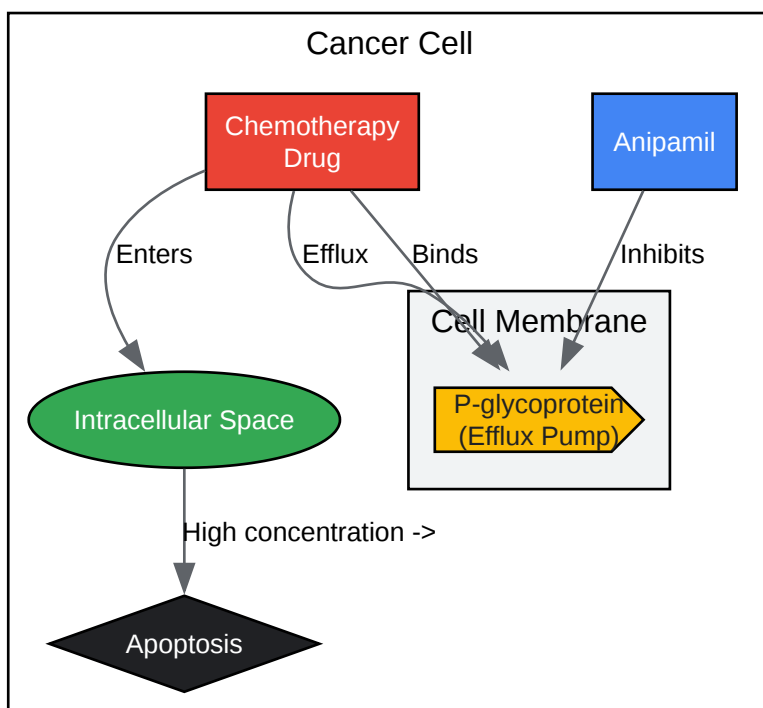 Cancer Cell
Chemotherapy
Drug
Anipamil
Enters
Efflux
Binds
Inhibits
Cell Membrane
P-glycoprotein
(Efflux Pump)
Intracellular Space
High concentration ->
Apoptosis